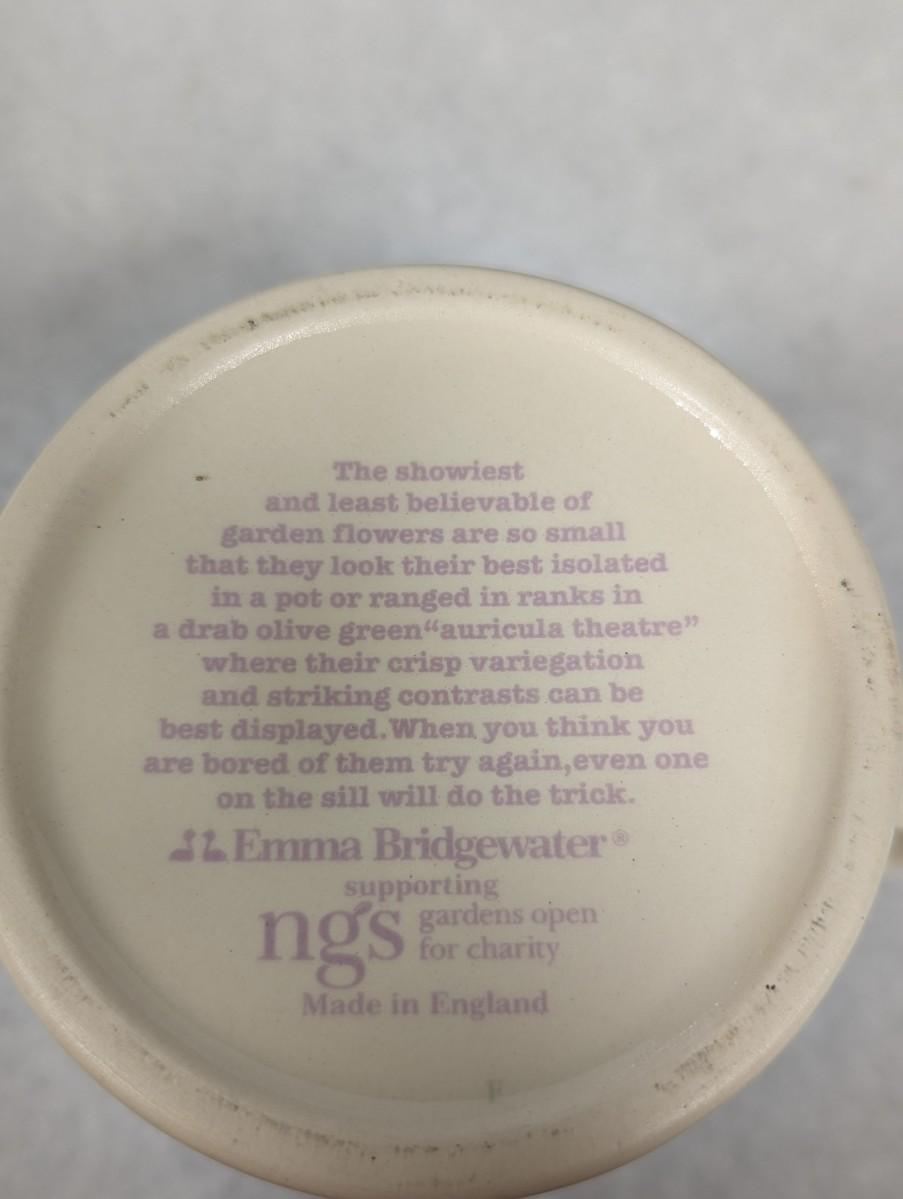 The showiest
and least believable of
garden flowers are so small
that they look their best isolated
in a pot or ranged in ranks in
a drab olive green“auricula theatre”
where their crisp variegation
and striking contrasts can be
best displayed.When you think you
are bored of them try again,even one
on the sill will do the trick.
Emma Bridgewater®
supporting
ngs gardens open
for charity
Made in England